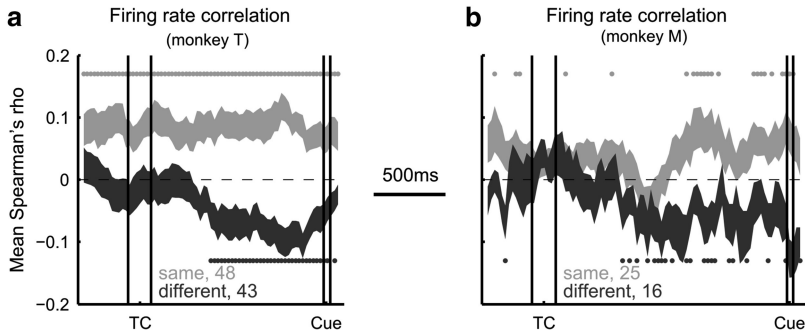 a
Firing rate correlation
(monkey T)
Mean Spearman's rho
0.2
0.1
0
−0.1
−0.2
same, 48
different, 43
TC
Cue
500ms
b
Firing rate correlation
(monkey M)
same, 25
different, 16
TC
Cue